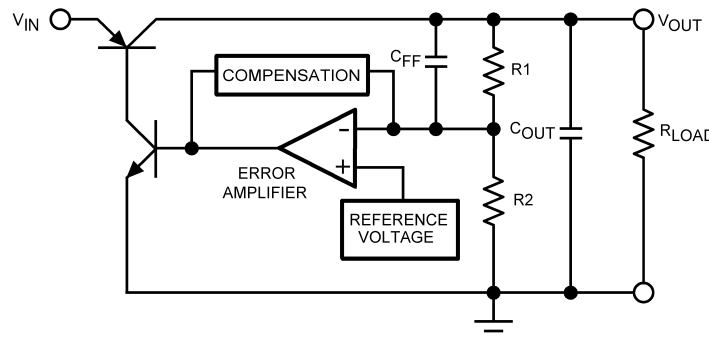 VIN
VOUT
CFF
COMPENSATION
R1
COUT
RLOAD
-
+
ERROR
AMPLIFIER
R2
REFERENCE
VOLTAGE